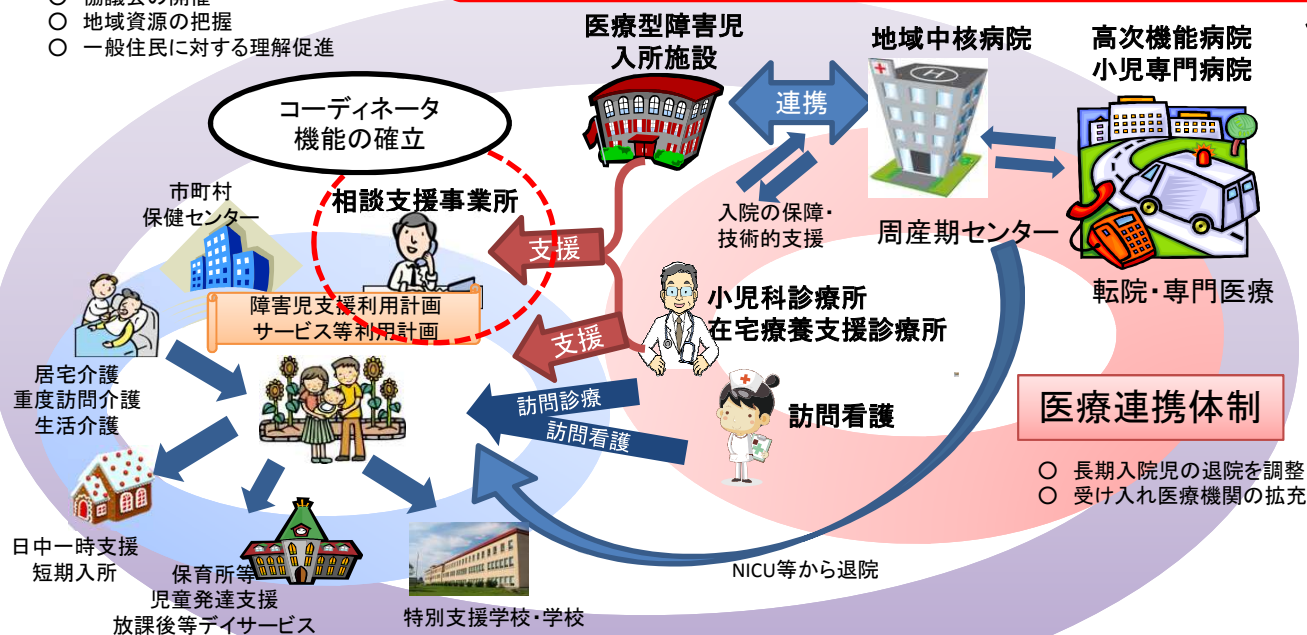 ○ 協議会の開催
○ 地域資源の把握
○ 一般住民に対する理解促進
医療型障害児
入所施設
地域中核病院
高次機能病院
小児専門病院
コーディネータ
機能の確立
連携
市町村
保健センター
相談支援事業所
入院の保障・
技術的支援
周産期センター
支援
転院・専門医療
障害児支援利用計画
サービス等利用計画
小児科診療所
在宅療養支援診療所
支援
居宅介護
重度訪問介護
生活介護
訪問診療
訪問看護
訪問看護
医療連携体制
○ 長期入院児の退院を調整
○ 受け入れ医療機関の拡充
日中一時支援
短期入所
保育所等
児童発達支援
放課後等デイサービス
特別支援学校・学校
NICU等から退院